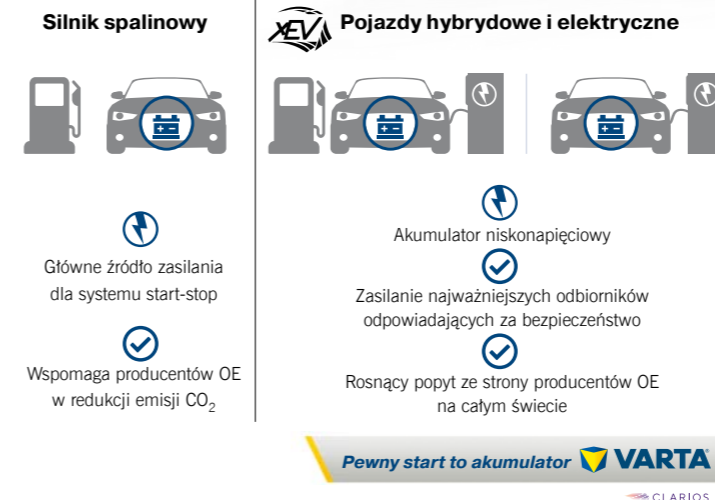 Silnik spalinowy
Główne źródło zasilania
dla systemu start-stop
Wspomaga producentów OE
w redukcji emisji CO₂
xEV Pojazdy hybrydowe i elektryczne
Akumulator niskonapięciowy
Zasilanie najważniejszych odbiorników
odpowiadających za bezpieczeństwo
Rosnący popyt ze strony producentów OE
na całym świecie
Pewny start to akumulator VARTA
CLARIOS